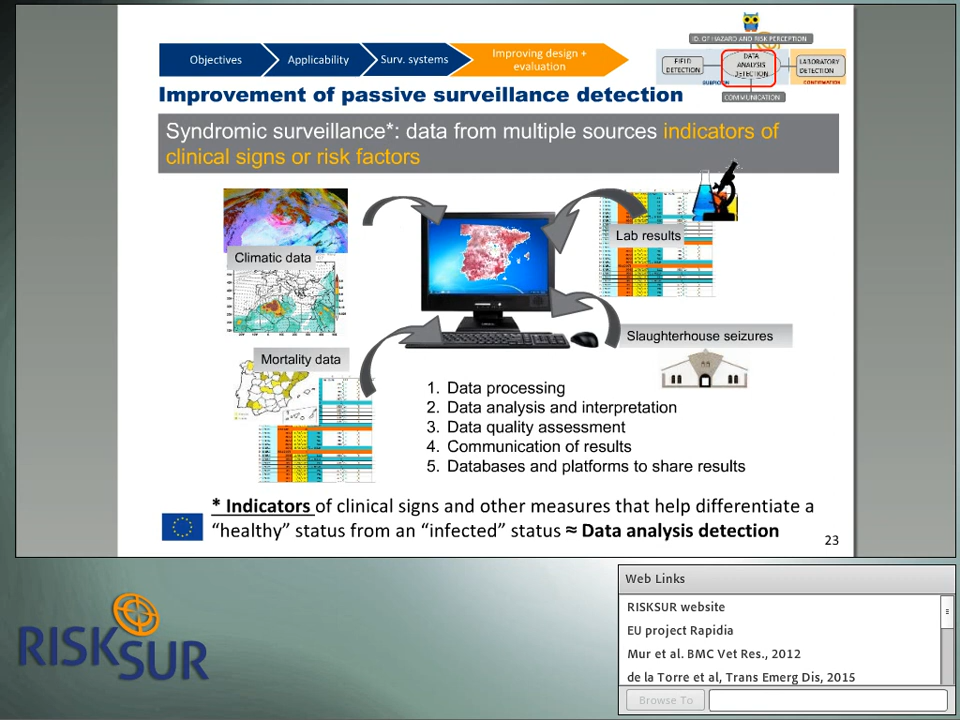 Objectives
Applicability
Surv. systems
Improving design +
evaluation
ID. OF HAZARD AND RISK PERCEPTION
FIELD
DETECTION
DATA
ANALYSIS
DETECTION
LABORATORY
DETECTION
SUSPICION
CONFIRMATION
COMMUNICATION
Improvement of passive surveillance detection
Syndromic surveillance*: data from multiple sources indicators of
clinical signs or risk factors
Climatic data
Lab results
Slaughterhouse seizures
Mortality data
1. Data processing
2. Data analysis and interpretation
3. Data quality assessment
4. Communication of results
5. Databases and platforms to share results
* Indicators of clinical signs and other measures that help differentiate a
“healthy” status from an “infected” status ≈ Data analysis detection
23
RISKSUR
Web Links
RISKSUR website
EU project Rapidia
Mur et al. BMC Vet Res., 2012
de la Torre et al, Trans Emerg Dis, 2015
Browse To